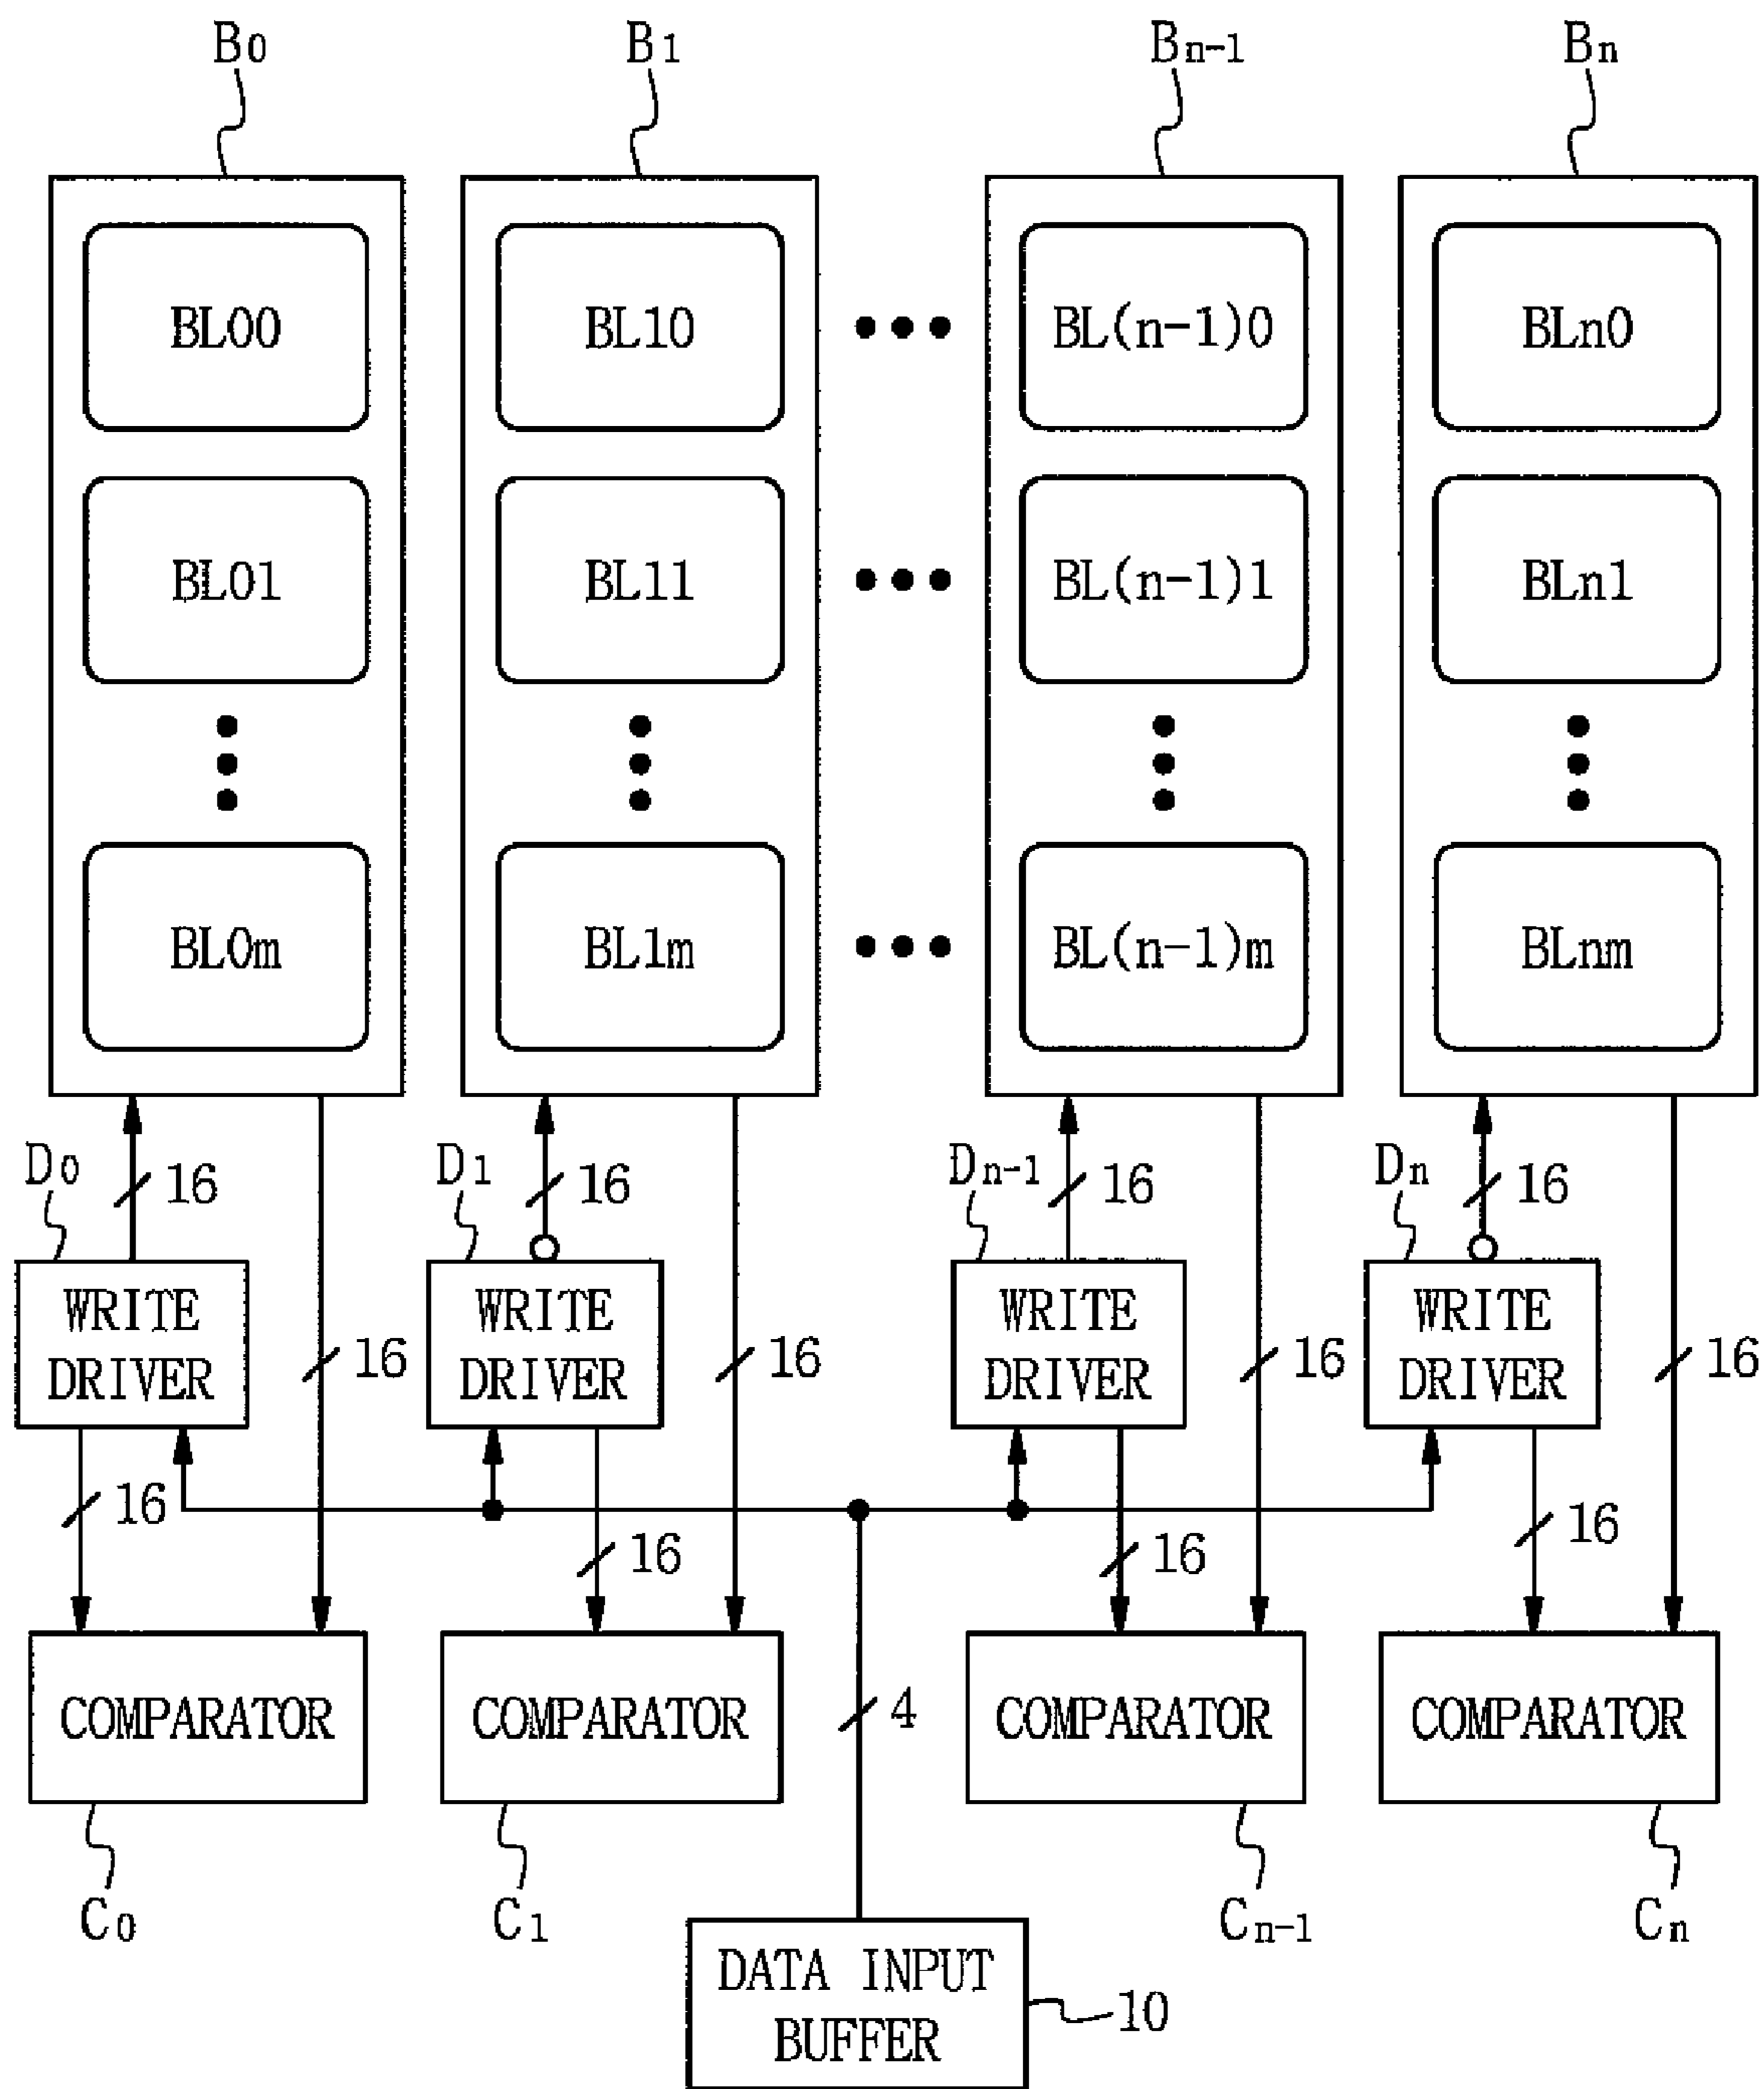 B0 B1 Bn-1 Bn
BL00 BL10 BL(n-1)0 BLn0
BL01 BL11 BL(n-1)1 BLn1
BL0m BL1m BL(n-1)m BLnm
D0 16 D1 16 Dn-1 16 Dn 16
WRITE WRITE WRITE WRITE
DRIVER 16 DRIVER 16 DRIVER 16 DRIVER 16
16 16 16 16
COMPARATOR COMPARATOR 4 COMPARATOR COMPARATOR
C0 C1 Cn-1 Cn
DATA INPUT
BUFFER 10